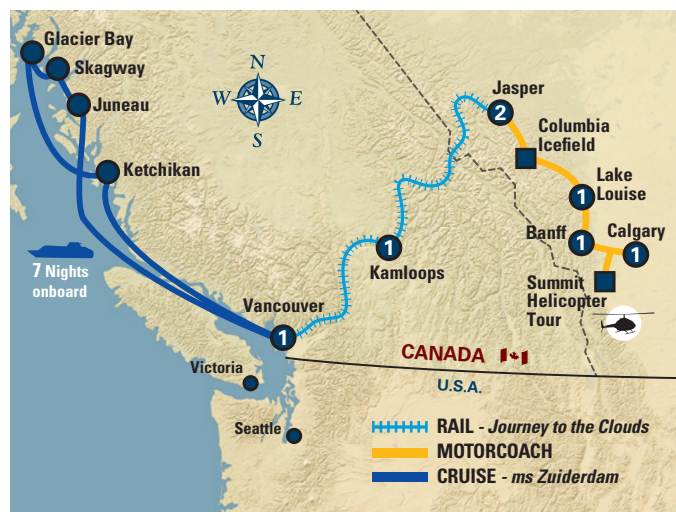 Glacier Bay
Skagway
Juneau
Ketchikan
N
W E
S
Jasper
2
Columbia
Icefield
Lake
Louise
1
Banff
1
Calgary
1
Summit
Helicopter
Tour
1
Kamloops
7 Nights
onboard
Vancouver
1
Victoria
Seattle
CANADA
U.S.A.
RAIL - Journey to the Clouds
MOTORCOACH
CRUISE - ms Zuiderdam